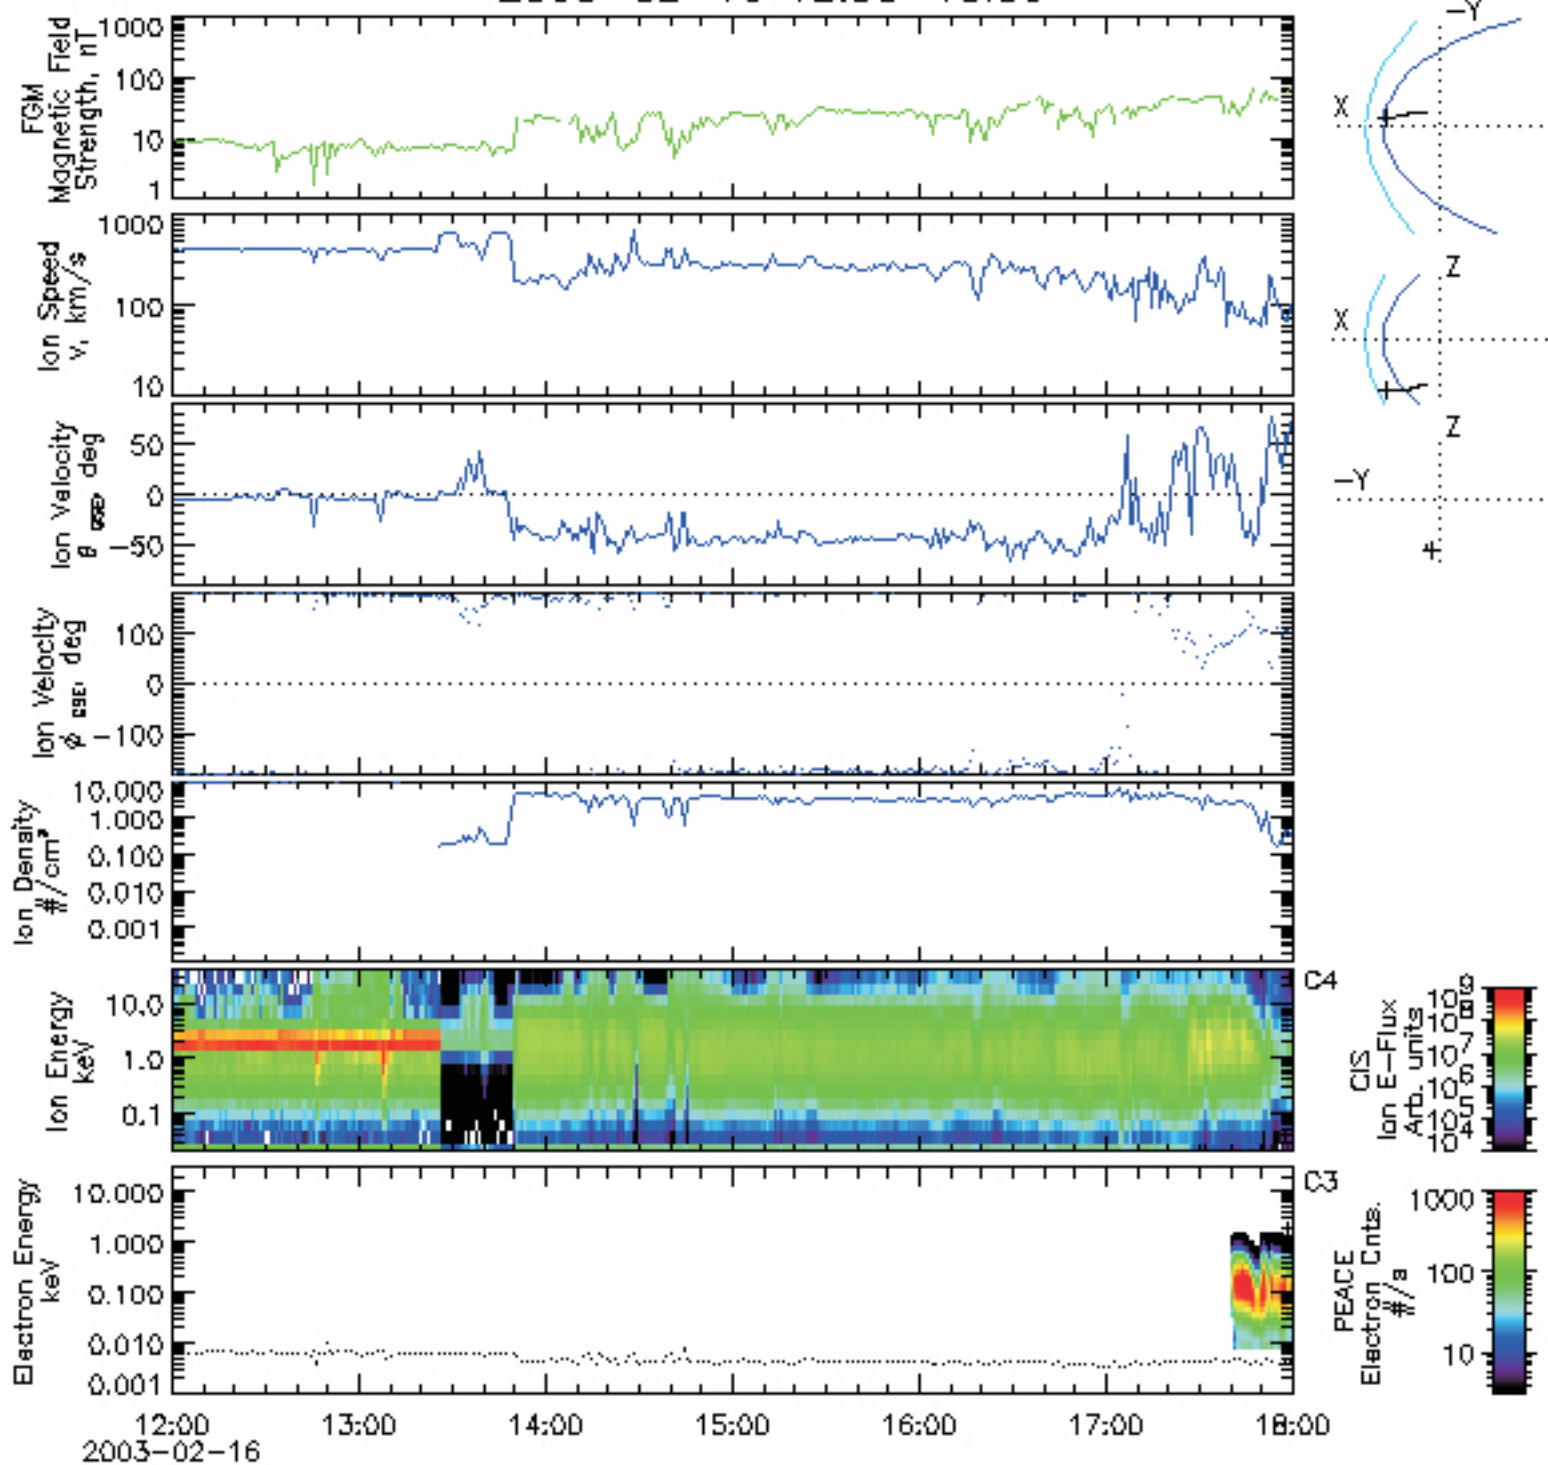 FGM
Magnetic Field
Strength, nT
1000
100
10
1
Ion Speed
v, km/s
1000
100
10
Ion Velocity
θ GSE, deg
50
0
−50
Ion Velocity
ϕ GSE, deg
100
0
−100
Ion Density
#/cm³
10.000
1.000
0.100
0.010
0.001
Ion Energy
keV
10.0
1.0
0.1
Electron Energy
keV
10.000
1.000
0.100
0.010
0.001
12:00
13:00
14:00
15:00
16:00
17:00
18:00
2003−02−16
−Y
X
Z
X
Z
−Y
C4
CIS
Ion E−Flux
Arb. units
10⁷
10⁶
10⁵
10⁴
C3
PEACE
Electron Cnts.
#/s
1000
100
10